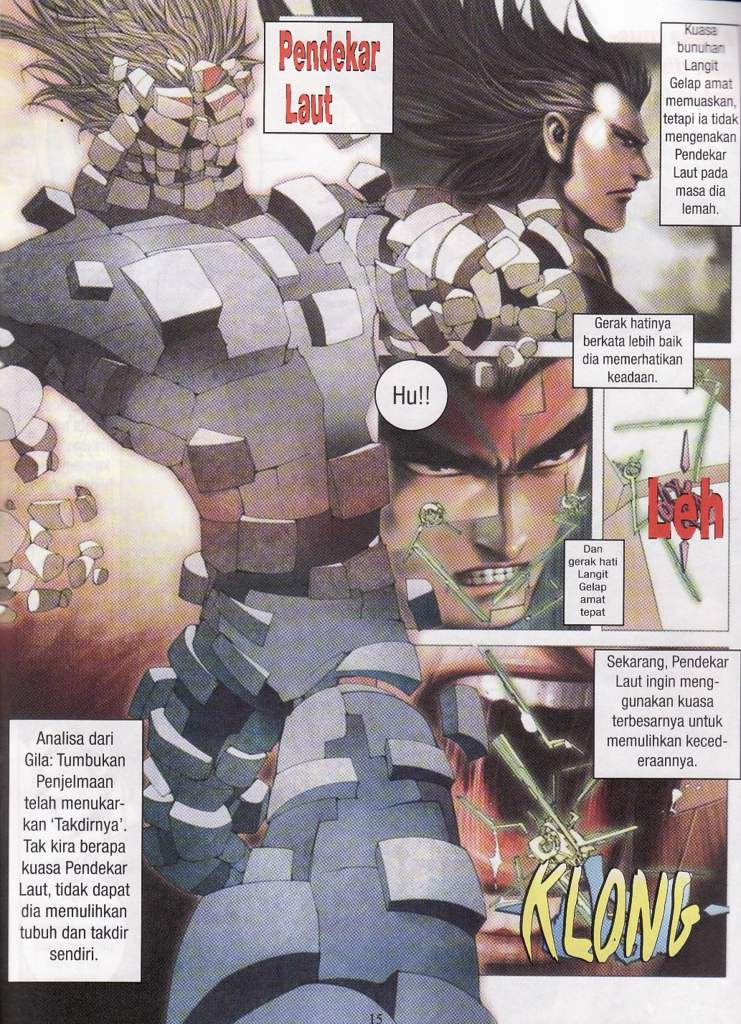 Pendekar
Laut
Kuasa
bunuhan
Langit
Gelap amat
memuaskan,
tetapi ia tidak
mengenakan
Pendekar
Laut pada
masa dia
lemah.
Gerak hatinya
berkata lebih baik
dia memerhatikan
keadaan.
Hu!!
Leh
Dan
gerak hati
Langit
Gelap
amat
tepat
Sekarang, Pendekar
Laut ingin meng-
gunakan kuasa
terbesarnya untuk
memulihkan keced-
eraannya.
Analisa dari
Gila: Tumbukan
Penjelmaan
telah menukar-
kan ‘Takdirnya’.
Tak kira berapa
kuasa Pendekar
Laut, tidak dapat
dia memulihkan
tubuh dan takdir
sendiri.
KLONG
15